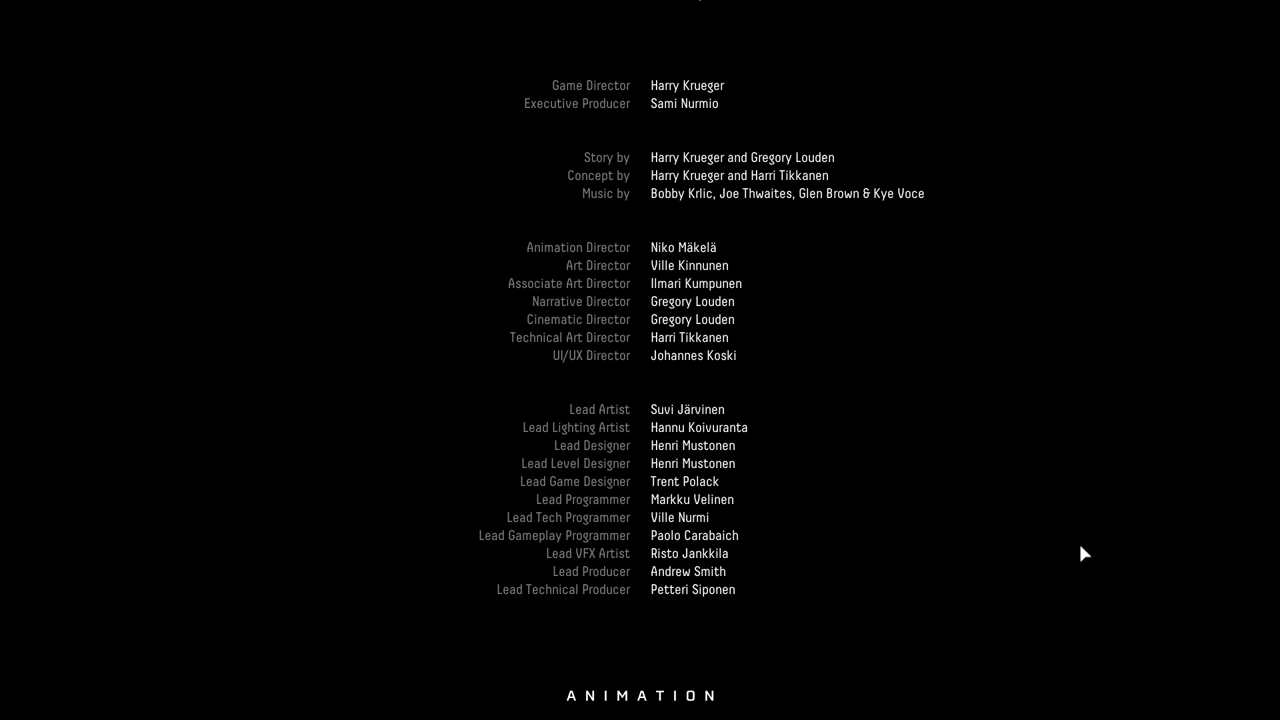 Game Director Harry Krueger
Executive Producer Sami Nurmio
Story by Harry Krueger and Gregory Louden
Concept by Harry Krueger and Harri Tikkanen
Music by Bobby Krlic, Joe Thwaites, Glen Brown & Kye Voce
Animation Director Niko Mäkelä
Art Director Ville Kinnunen
Associate Art Director Ilmari Kumpunen
Narrative Director Gregory Louden
Cinematic Director Gregory Louden
Technical Art Director Harri Tikkanen
UI/UX Director Johannes Koski
Lead Artist Suvi Järvinen
Lead Lighting Artist Hannu Koivuranta
Lead Designer Henri Mustonen
Lead Level Designer Henri Mustonen
Lead Game Designer Trent Polack
Lead Programmer Markku Velinen
Lead Tech Programmer Ville Nurmi
Lead Gameplay Programmer Paolo Carabaich
Lead VFX Artist Risto Jankkila
Lead Producer Andrew Smith
Lead Technical Producer Petteri Siponen
ANIMATION